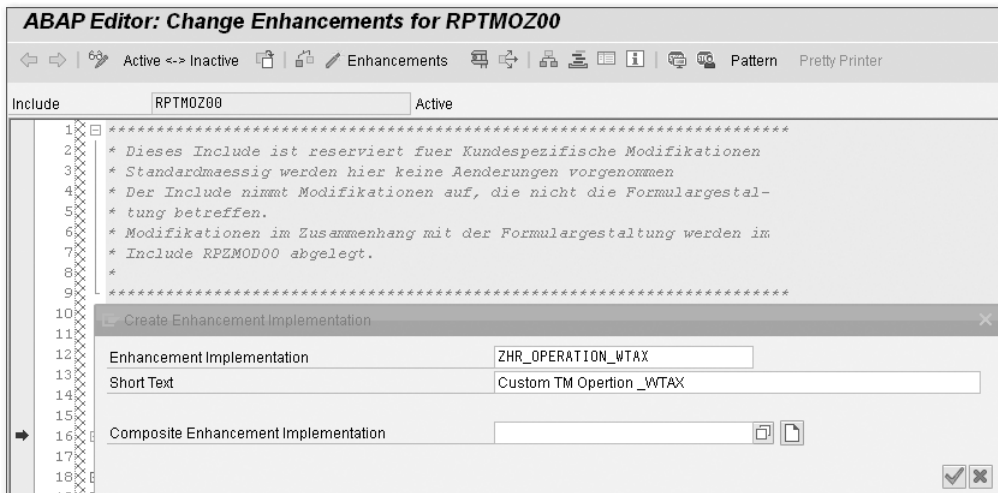 ABAP Editor: Change Enhancements for RPTMOZ00
Active <-> Inactive Enhancements Pattern Pretty Printer
Include RPTMOZ00 Active
1 ***********************************************************************
2 * Dieses Include ist reserviert fuer Kundespezifische Modifikationen
3 * Standardmaessig werden hier keine Aenderungen vorgenommen
4 * Der Include nimmt Modifikationen auf, die nicht die Formulargestal-
5 * tung betreffen.
6 * Modifikationen im Zusammenhang mit der Formulargestaltung werden im
7 * Include RPZMOD00 abgelegt.
8 *
9 ***********************************************************************
10
Create Enhancement Implementation
11
12 Enhancement Implementation ZHR_OPERATION_WTAX
13 Short Text Custom TM Opertion _WTAX
14
15
16 Composite Enhancement Implementation
17
18